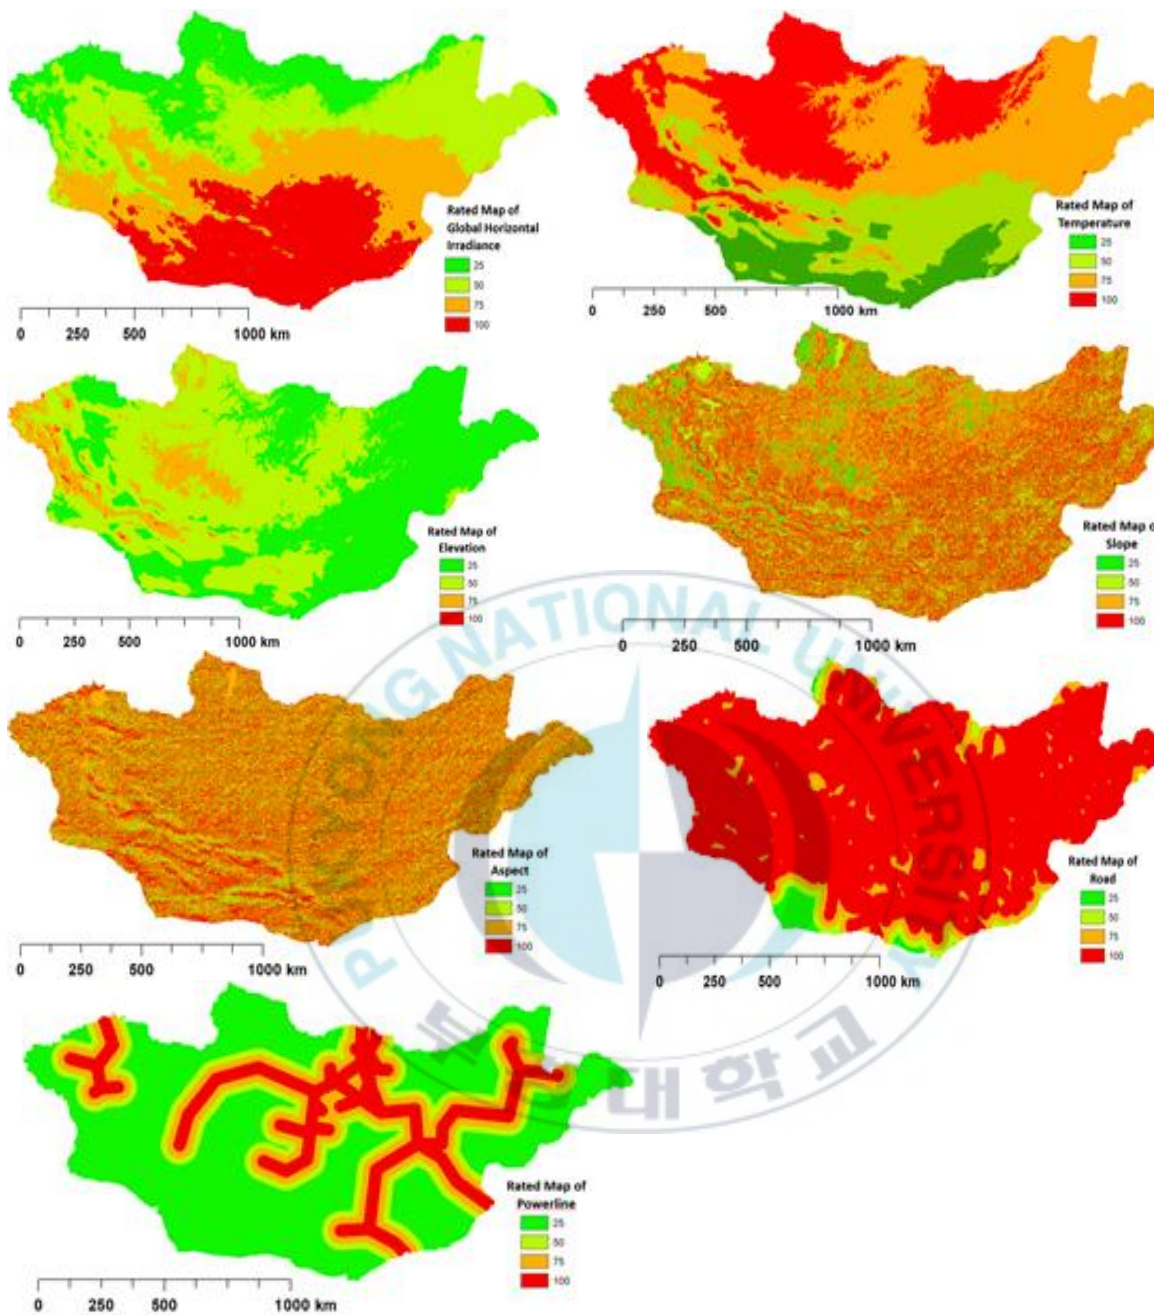 Rated Map of
Global Horizontal
Irradiance
25
50
75
100
0 250 500 1000 km
Rated Map of
Temperature
25
50
75
100
0 250 500 1000 km
Rated Map of
Elevation
25
50
75
100
0 250 500 1000 km
Rated Map of
Slope
25
50
75
100
0 250 500 1000 km
Rated Map of
Aspect
25
50
75
100
0 250 500 1000 km
Rated Map of
Road
25
50
75
100
0 250 500 1000 km
Rated Map of
Powerline
25
50
75
100
0 250 500 1000 km
NATIONAL UNIVERSITY
대학교